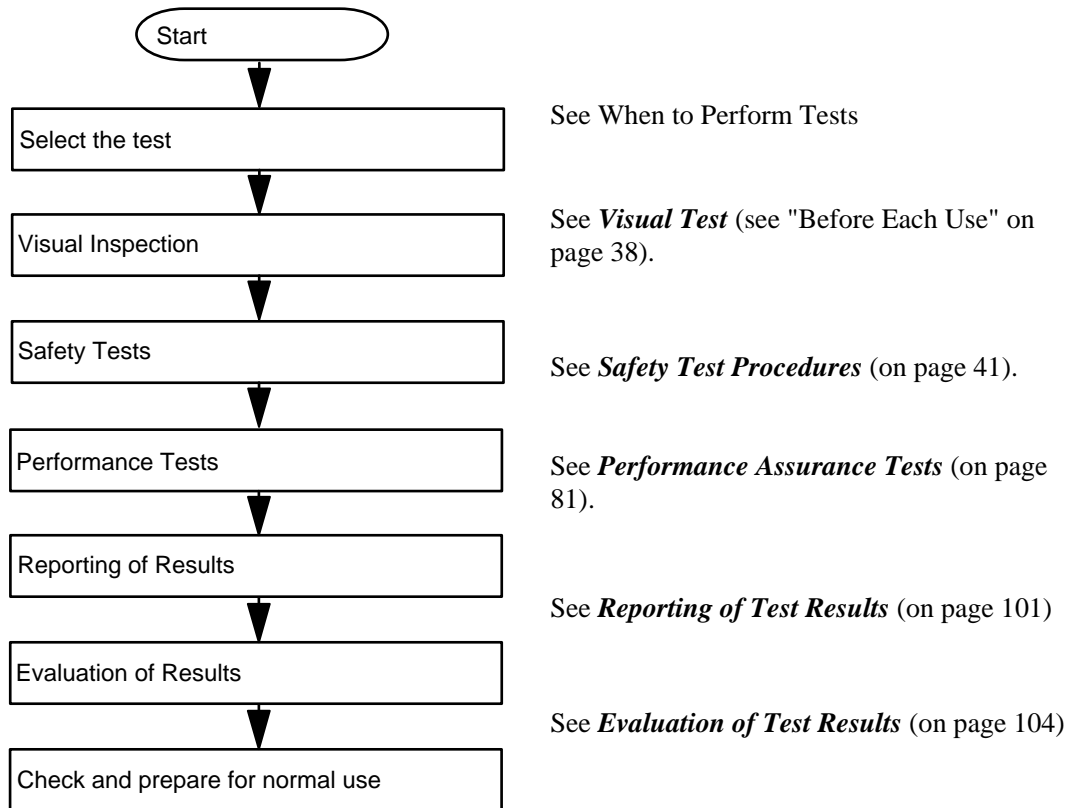 Start
Select the test
See When to Perform Tests
Visual Inspection
See Visual Test (see "Before Each Use" on
page 38).
Safety Tests
See Safety Test Procedures (on page 41).
Performance Tests
See Performance Assurance Tests (on page
81).
Reporting of Results
See Reporting of Test Results (on page 101)
Evaluation of Results
See Evaluation of Test Results (on page 104)
Check and prepare for normal use